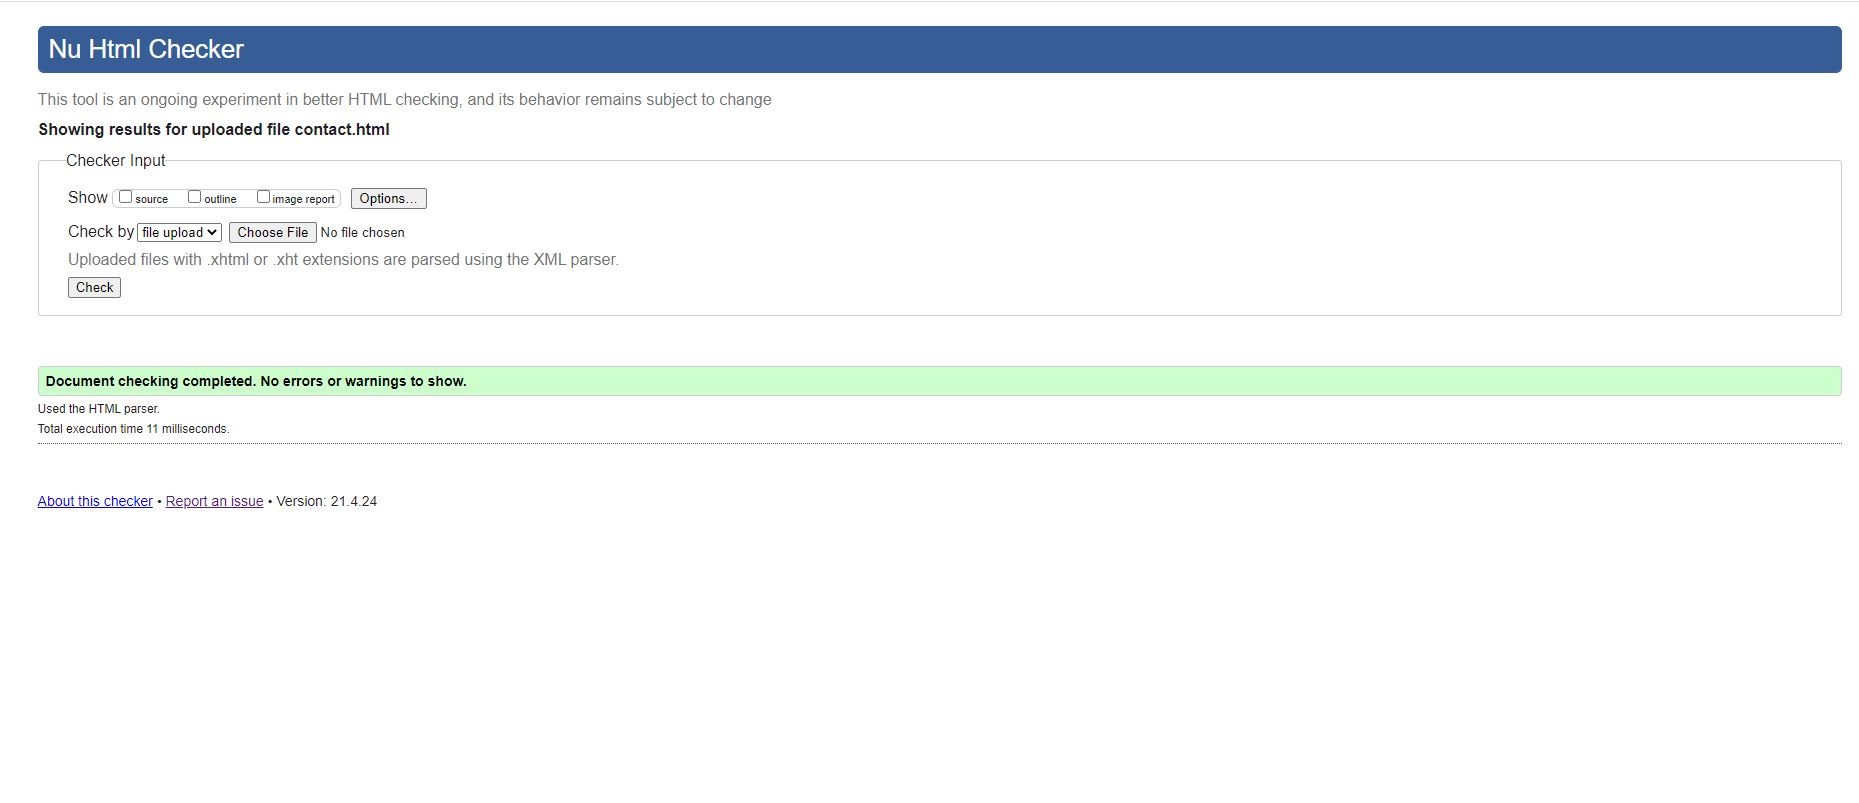 Nu Html Checker
This tool is an ongoing experiment in better HTML checking, and its behavior remains subject to change
Showing results for uploaded file contact.html
Checker Input
Show source outline image report Options...
Check by file upload Choose File No file chosen
Uploaded files with .xhtml or .xht extensions are parsed using the XML parser.
Check
Document checking completed. No errors or warnings to show.
Used the HTML parser.
Total execution time 11 milliseconds.
About this checker • Report an issue • Version: 21.4.24